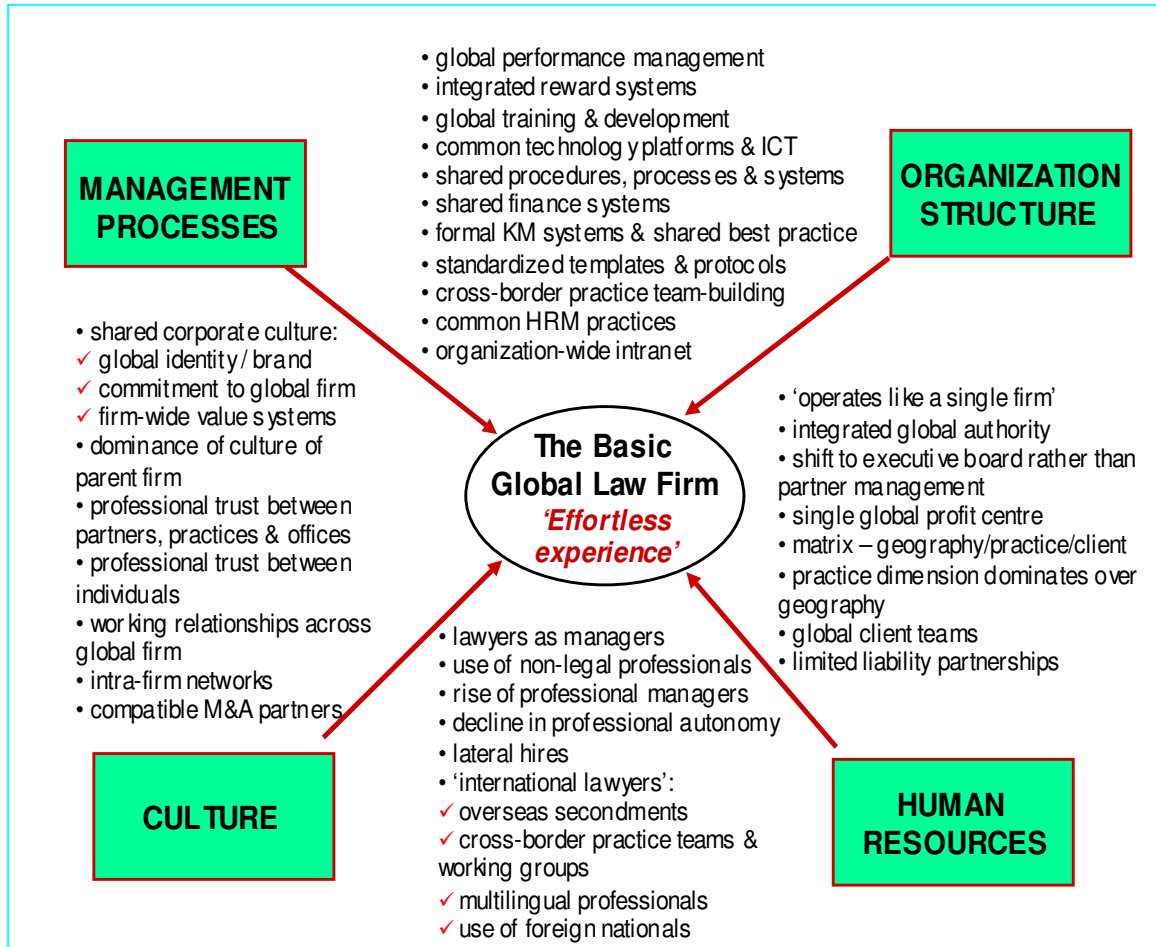 • global performance management
• integrated reward systems
• global training & development
• common technology platforms & ICT
• shared procedures, processes & systems
• shared finance systems
• formal KM systems & shared best practice
• standardized templates & protocols
• cross-border practice team-building
• common HRM practices
• organization-wide intranet
MANAGEMENT
PROCESSES
ORGANIZATION
STRUCTURE
• shared corporate culture:
✓ global identity / brand
✓ commitment to global firm
✓ firm-wide value systems
• dominance of culture of
parent firm
• professional trust between
partners, practices & offices
• professional trust between
individuals
• working relationships across
global firm
• intra-firm networks
• compatible M&A partners
The Basic
Global Law Firm
‘Effortless
experience’
• ‘operates like a single firm’
• integrated global authority
• shift to executive board rather than
partner management
• single global profit centre
• matrix – geography/practice/client
• practice dimension dominates over
geography
• global client teams
• limited liability partnerships
• lawyers as managers
• use of non-legal professionals
• rise of professional managers
• decline in professional autonomy
• lateral hires
• ‘international lawyers’:
✓ overseas secondments
✓ cross-border practice teams &
working groups
✓ multilingual professionals
✓ use of foreign nationals
CULTURE
HUMAN
RESOURCES